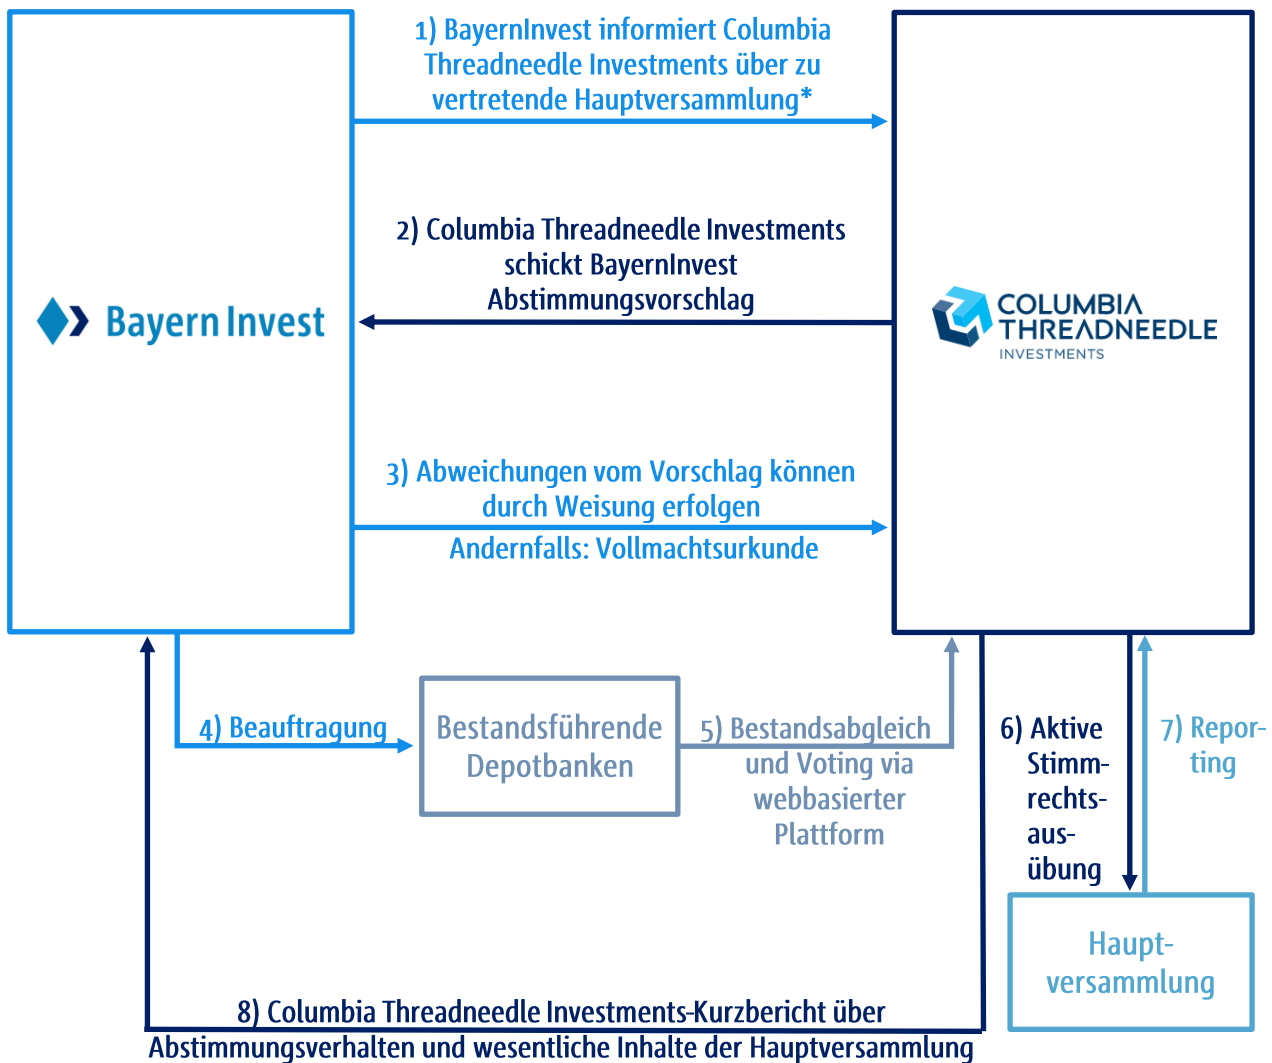 1) BayernInvest informiert Columbia
Threadneedle Investments über zu
vertretende Hauptversammlung*
2) Columbia Threadneedle Investments
schickt BayernInvest
Abstimmungsvorschlag
Bayern Invest
COLUMBIA
THREADNEEDLE
INVESTMENTS
3) Abweichungen vom Vorschlag können
durch Weisung erfolgen
Andernfalls: Vollmachtsurkunde
4) Beauftragung
Bestandsführende
Depotbanken
5) Bestandsabgleich
und Voting via
webbasierter
Plattform
6) Aktive
Stimm-
rechts-
aus-
übung
7) Repor-
ting
Haupt-
versammlung
8) Columbia Threadneedle Investments-Kurzbericht über
Abstimmungsverhalten und wesentliche Inhalte der Hauptversammlung